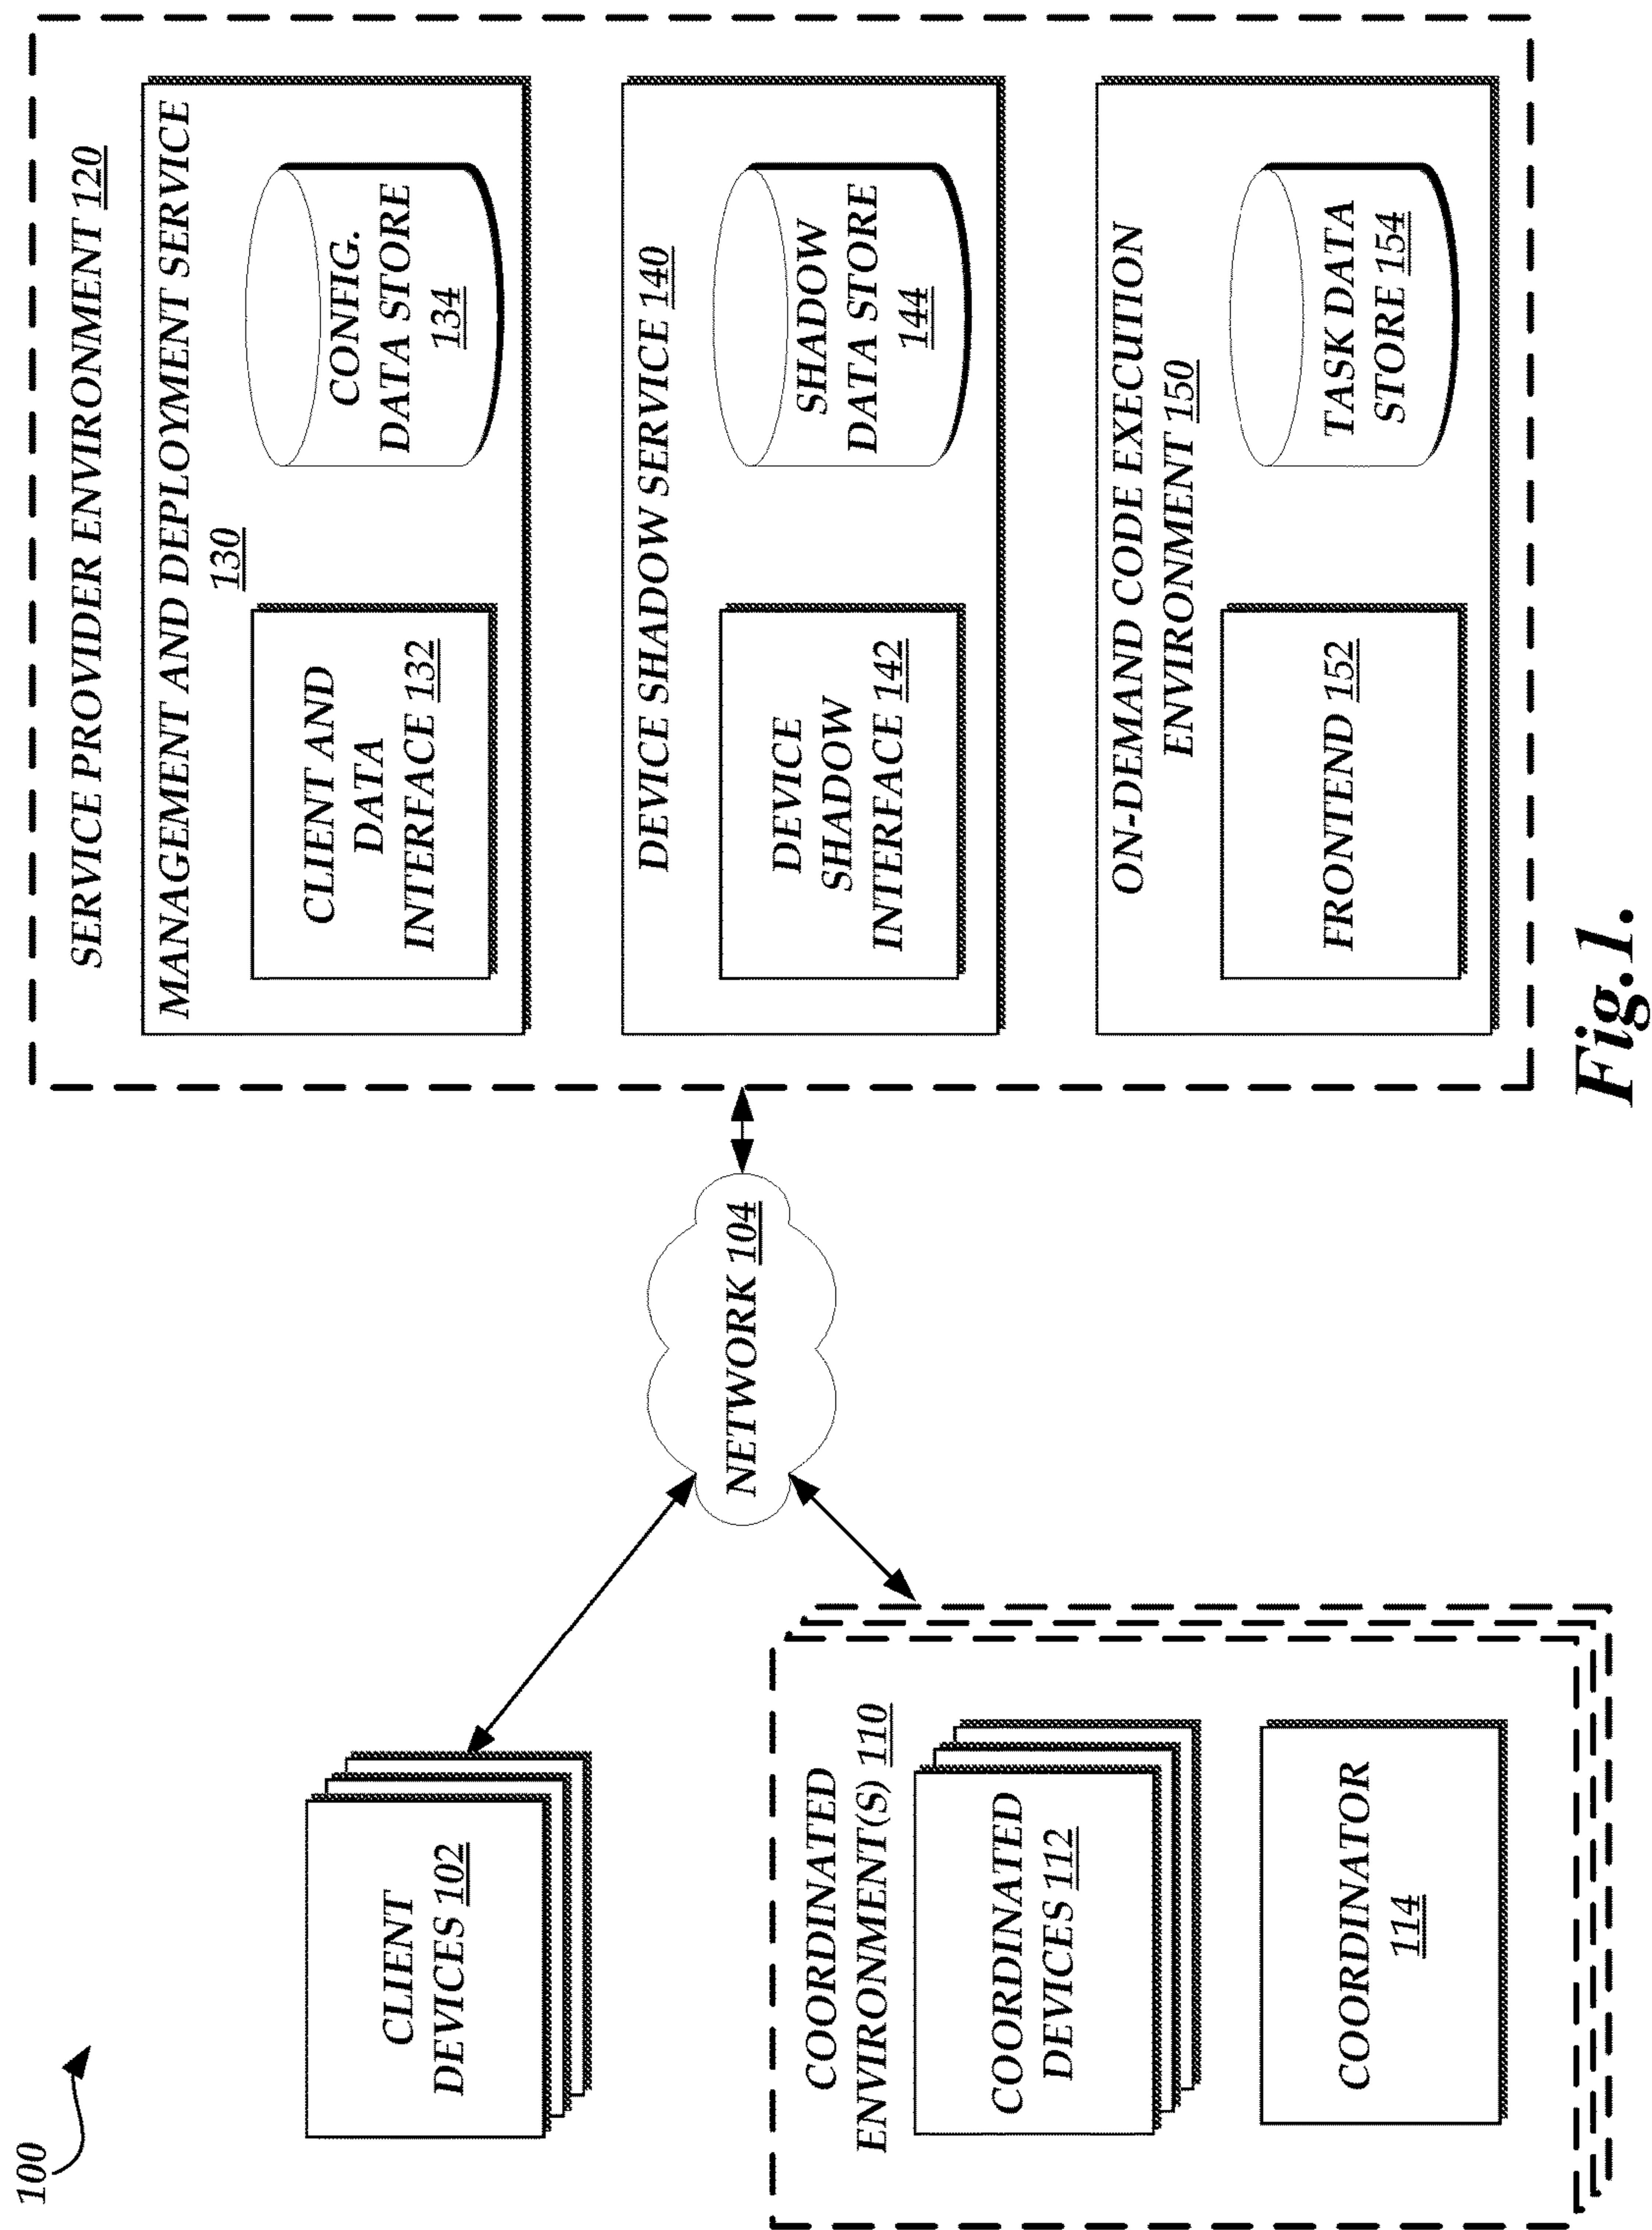 100
CLIENT
DEVICES 102
COORDINATED
ENVIRONMENT(S) 110
COORDINATED
DEVICES 112
COORDINATOR
114
NETWORK 104
SERVICE PROVIDER ENVIRONMENT 120
MANAGEMENT AND DEPLOYMENT SERVICE
130
CLIENT AND
DATA
INTERFACE 132
CONFIG.
DATA STORE
134
DEVICE SHADOW SERVICE 140
DEVICE
SHADOW
INTERFACE 142
SHADOW
DATA STORE
144
ON-DEMAND CODE EXECUTION
ENVIRONMENT 150
FRONTEND 152
TASK DATA
STORE 154
Fig.1.